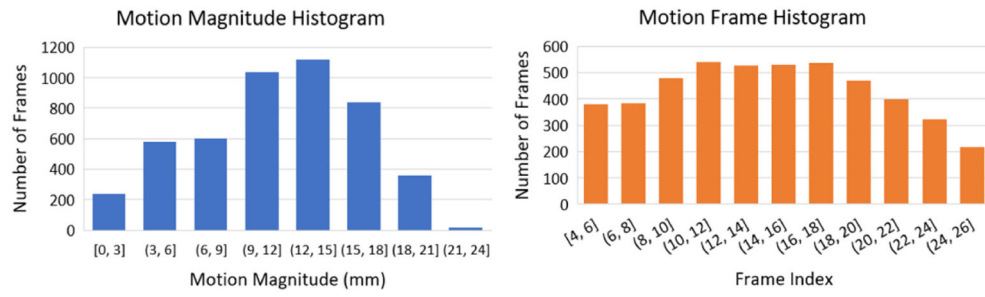 Motion Magnitude Histogram
Number of Frames
1200
1000
800
600
400
200
0
[0, 3] (3, 6] (6, 9] (9, 12] (12, 15] (15, 18] (18, 21] (21, 24]
Motion Magnitude (mm)
Motion Frame Histogram
Number of Frames
600
500
400
300
200
100
0
[4, 6] (6, 8] (8, 10] (10, 12] (12, 14] (14, 16] (16, 18] (18, 20] (20, 22] (22, 24] (24, 26]
Frame Index